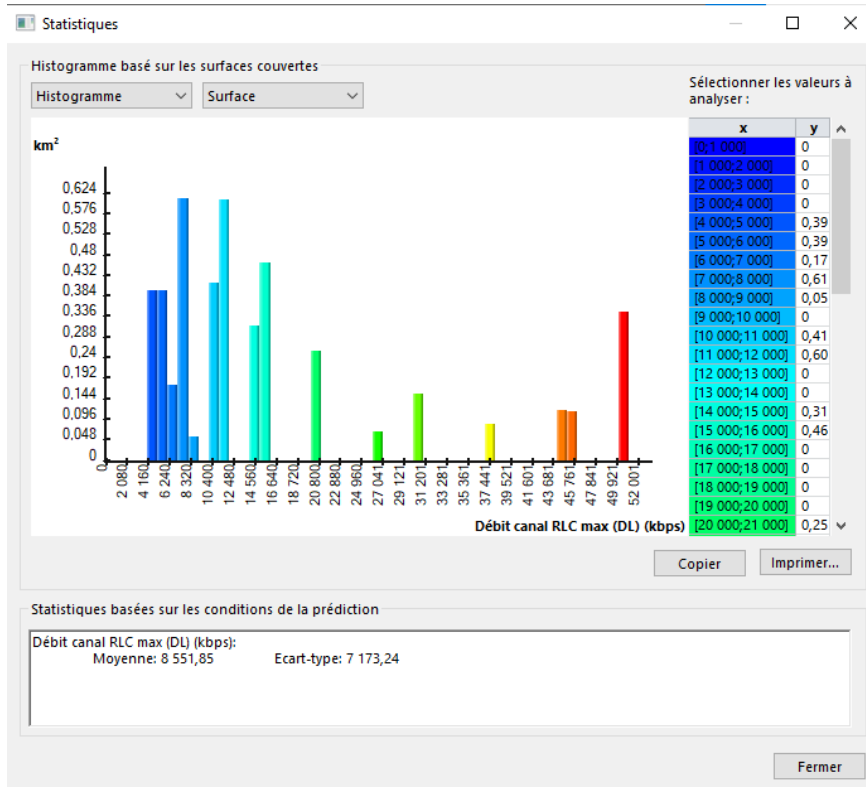 Statistiques
Histogramme basé sur les surfaces couvertes
Histogramme Surface
Sélectionner les valeurs à
analyser :
km²
0,624
0,576
0,528
0,48
0,432
0,384
0,336
0,288
0,24
0,192
0,144
0,096
0,048
0
0 2 080 4 160 6 240 8 320 10 400 12 480 14 560 16 640 18 720 20 800 22 880 24 960 27 041 29 121 31 201 33 281 35 361 37 441 39 521 41 601 43 681 45 761 47 841 49 921 52 001
Débit canal RLC max (DL) (kbps)
x y
[0;1 000] 0
[1 000;2 000] 0
[2 000;3 000] 0
[3 000;4 000] 0
[4 000;5 000] 0,39
[5 000;6 000] 0,39
[6 000;7 000] 0,17
[7 000;8 000] 0,61
[8 000;9 000] 0,05
[9 000;10 000] 0
[10 000;11 000] 0,41
[11 000;12 000] 0,60
[12 000;13 000] 0
[13 000;14 000] 0
[14 000;15 000] 0,31
[15 000;16 000] 0,46
[16 000;17 000] 0
[17 000;18 000] 0
[18 000;19 000] 0
[19 000;20 000] 0
[20 000;21 000] 0,25
Copier Imprimer...
Statistiques basées sur les conditions de la prédiction
Débit canal RLC max (DL) (kbps):
Moyenne: 8 551,85 Ecart-type: 7 173,24
Fermer